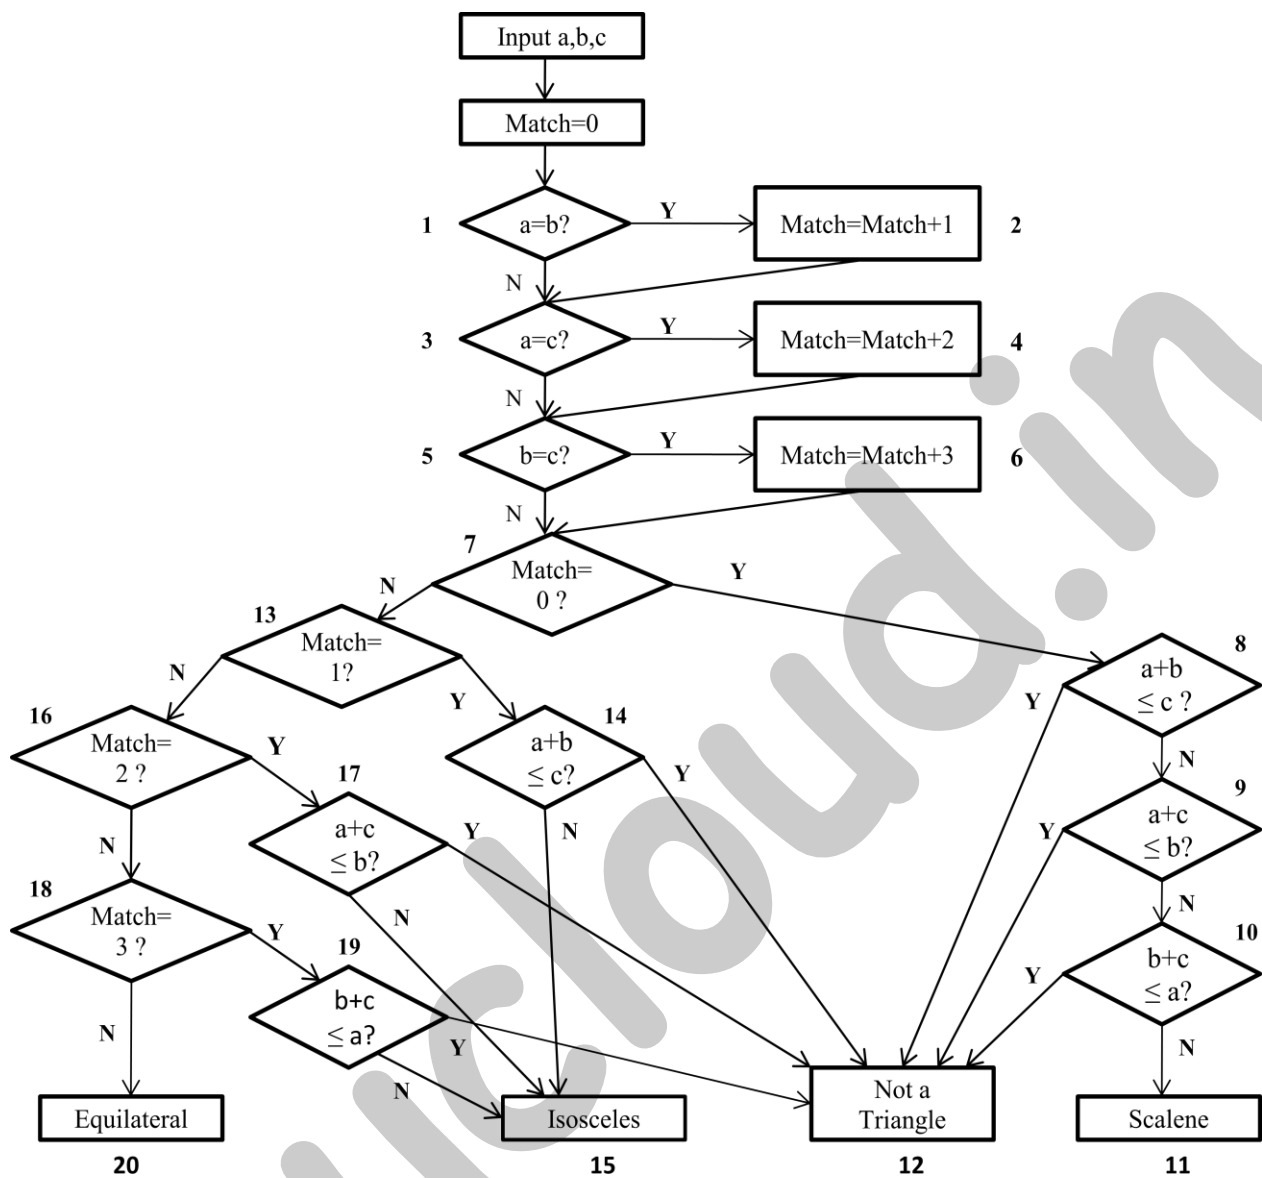 Input a,b,c
Match=0
1
a=b?
Y
Match=Match+1
2
N
3
a=c?
Y
Match=Match+2
4
N
5
b=c?
Y
Match=Match+3
6
N
7
Match=
0 ?
N
Y
13
Match=
1?
N
Y
8
a+b
≤ c ?
Y
N
16
Match=
2 ?
Y
N
14
a+b
≤ c?
Y
N
17
a+c
≤ b?
Y
N
9
a+c
≤ b?
Y
N
18
Match=
3 ?
Y
N
19
b+c
≤ a?
Y
N
10
b+c
≤ a?
Y
N
Equilateral
Isosceles
Not a
Triangle
Scalene
20
15
12
11
cloud.in